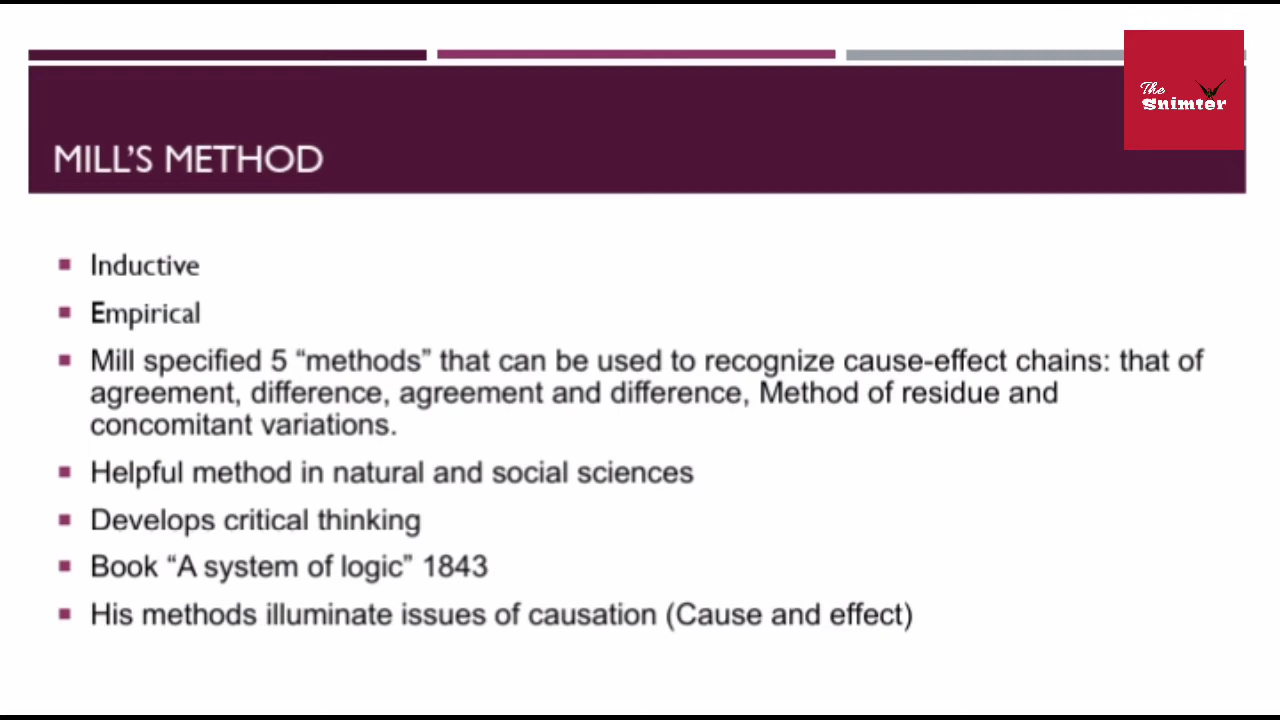 The
Snimter
MILL'S METHOD
Inductive
Empirical
Mill specified 5 “methods” that can be used to recognize cause-effect chains: that of
agreement, difference, agreement and difference, Method of residue and
concomitant variations.
Helpful method in natural and social sciences
Develops critical thinking
Book “A system of logic” 1843
His methods illuminate issues of causation (Cause and effect)